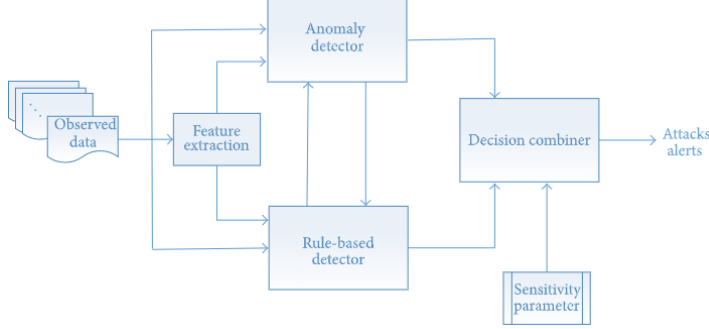 Anomaly
detector
Observed
data
Feature
extraction
Decision combiner
Attacks
alerts
Rule-based
detector
Sensitivity
parameter